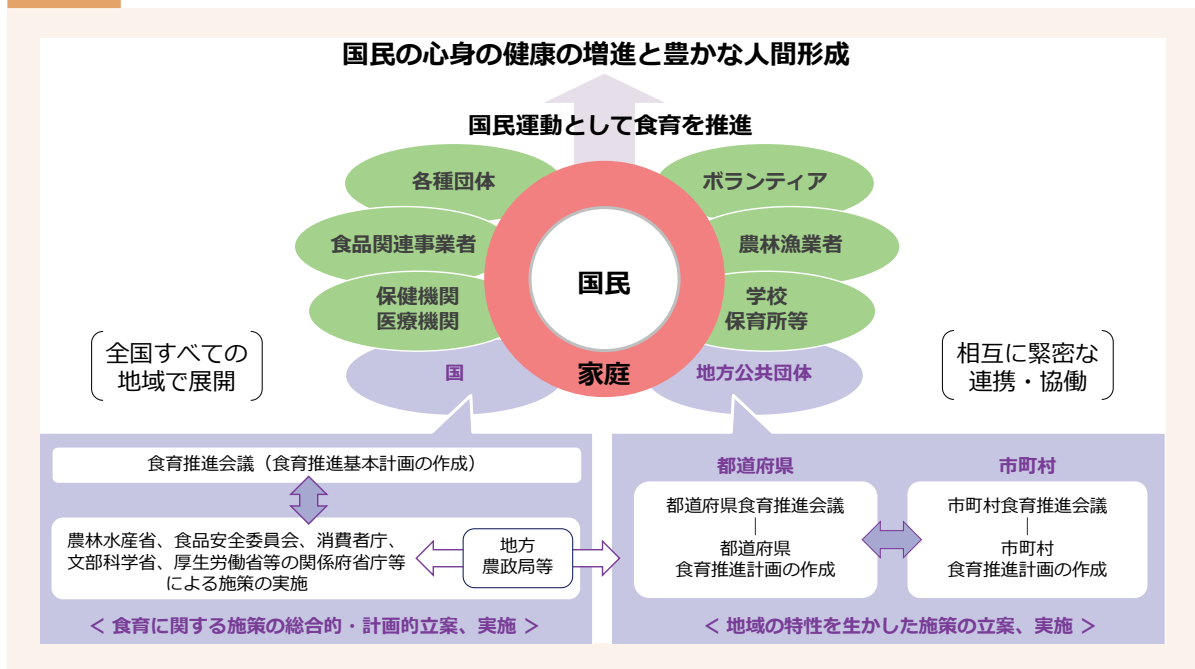 国民の心身の健康の増進と豊かな人間形成
国民運動として食育を推進
各種団体
ボランティア
食品関連事業者
農林漁業者
保健機関
医療機関
学校
保育所等
国民
家庭
国
地方公共団体
全国すべての
地域で展開
相互に緊密な
連携・協働
食育推進会議（食育推進基本計画の作成）
農林水産省、食品安全委員会、消費者庁、
文部科学省、厚生労働省等の関係府省庁等
による施策の実施
地方
農政局等
＜ 食育に関する施策の総合的・計画的立案、実施 ＞
都道府県
都道府県食育推進会議
都道府県
食育推進計画の作成
市町村
市町村食育推進会議
市町村
食育推進計画の作成
＜ 地域の特性を生かした施策の立案、実施 ＞